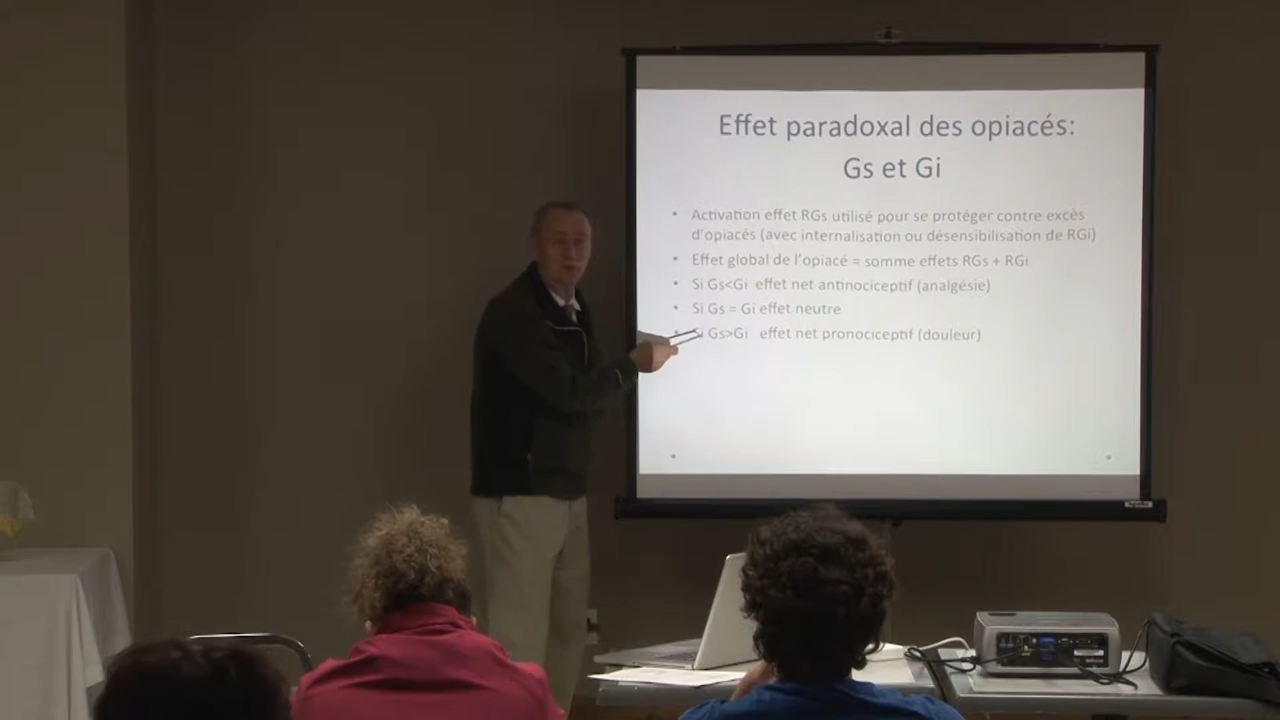 Effet paradoxal des opiacés:
Gs et Gi
• Activation effet RGs utilisé pour se protéger contre excès
d'opiacés (avec internalisation ou désensibilisation de RGi)
• Effet global de l'opiacé = somme effets RGs + RGi
• Si Gs<Gi effet net antinociceptif (analgésie)
• Si Gs = Gi effet neutre
• Si Gs>Gi effet net pronociceptif (douleur)